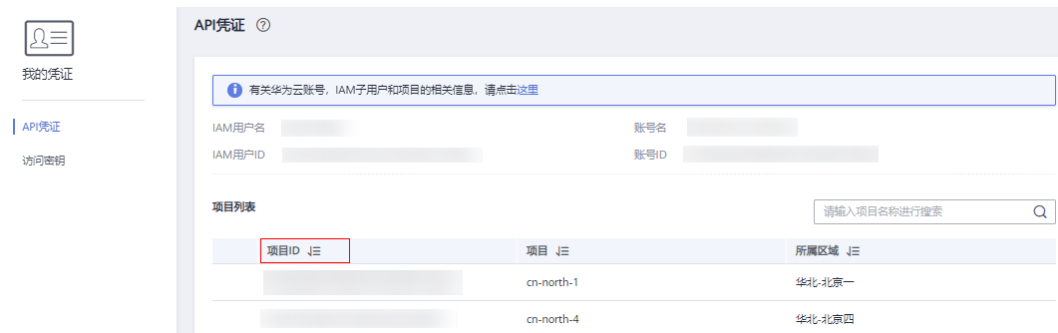 我的凭证
API凭证
访问密钥
API凭证
有关华为云账号，IAM子用户和项目的相关信息，请点击这里
IAM用户名
账号名
IAM用户ID
账号ID
项目列表
请输入项目名称进行搜索
项目ID 项目 所属区域
cn-north-1 华北-北京一
cn-north-4 华北-北京四